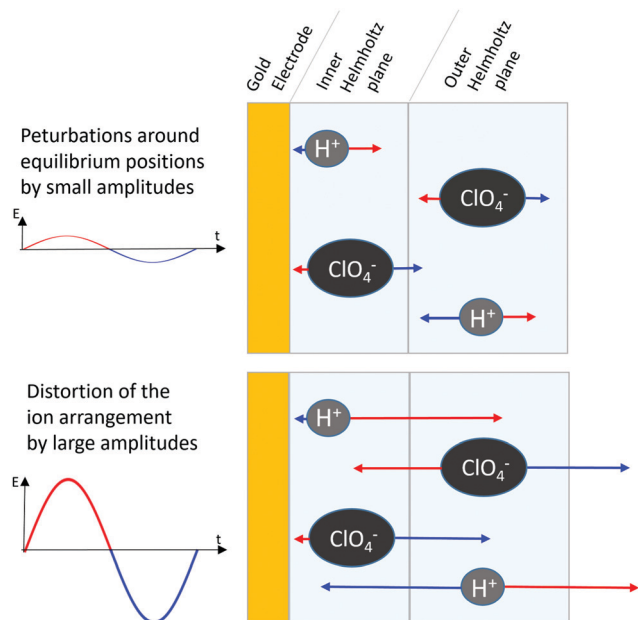 Gold
Electrode
Inner
Helmholtz
plane
Outer
Helmholtz
plane
Peturbations around
equilibrium positions
by small amplitudes
E
t
H⁺
ClO₄⁻
ClO₄⁻
H⁺
Distortion of the
ion arrangement
by large amplitudes
E
t
H⁺
ClO₄⁻
ClO₄⁻
H⁺